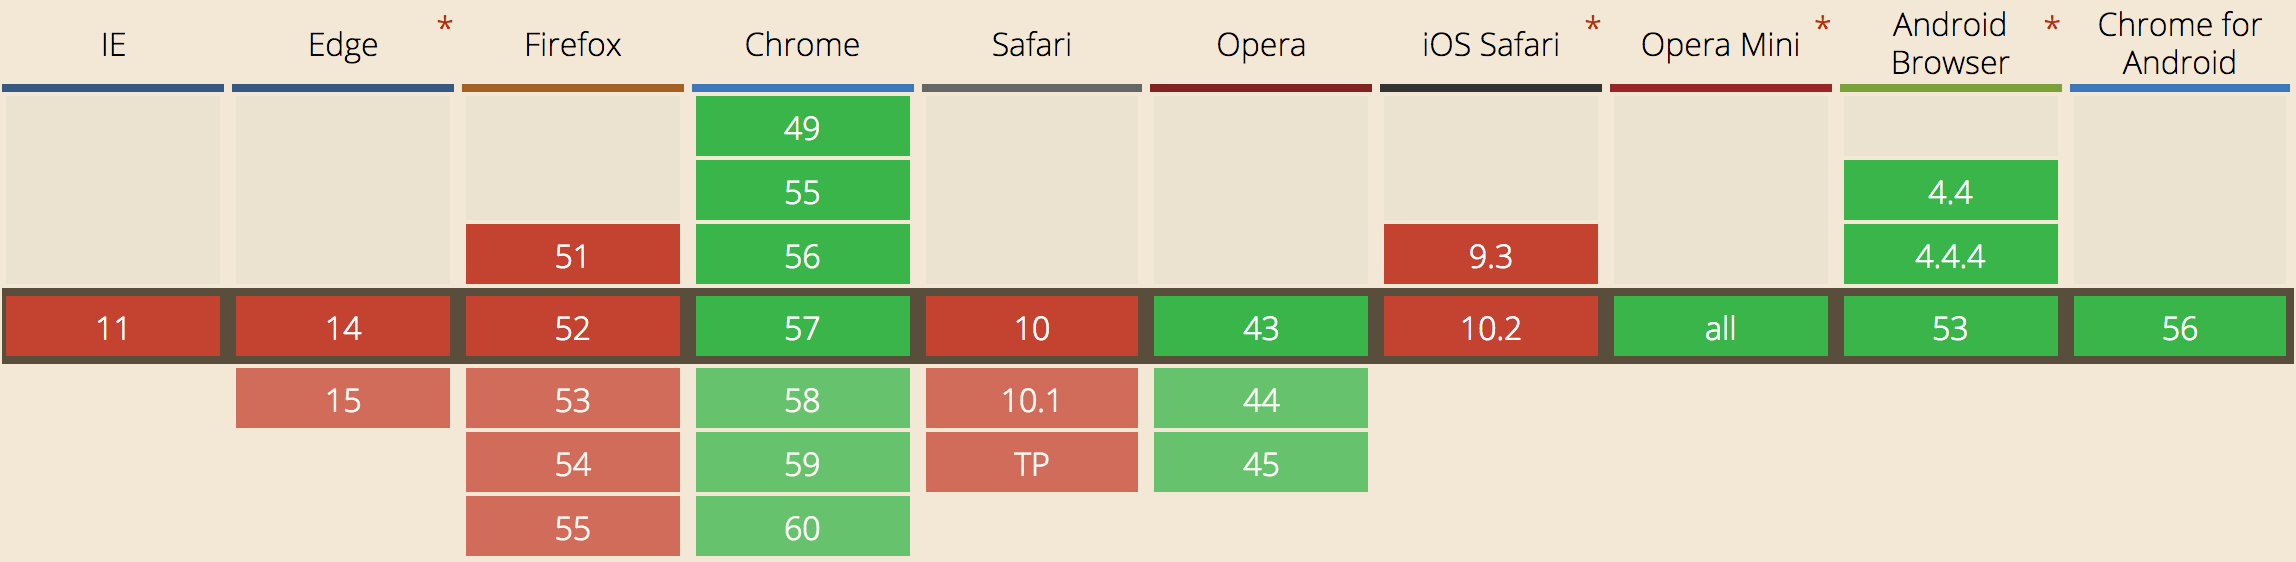 IE Edge * Firefox Chrome Safari Opera iOS Safari * Opera Mini * Android Browser * Chrome for Android
49
55 4.4
51 56 9.3 4.4.4
11 14 52 57 10 43 10.2 all 53 56
15 53 58 10.1 44
54 59 TP 45
55 60